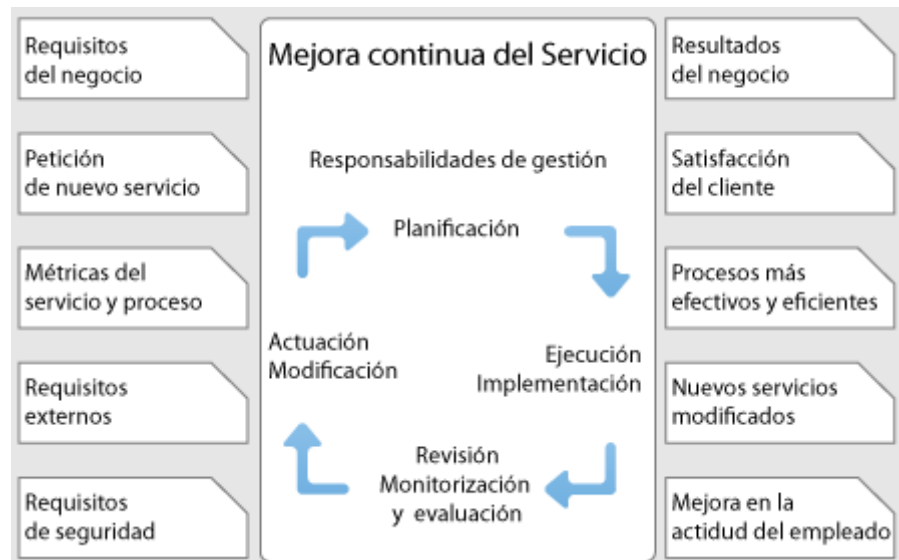 Requisitos
del negocio
Petición
de nuevo servicio
Métricas del
servicio y proceso
Requisitos
externos
Requisitos
de seguridad
Mejora continua del Servicio
Responsabilidades de gestión
Planificación
Ejecución
Implementación
Revisión
Monitorización
y evaluación
Actuación
Modificación
Resultados
del negocio
Satisfacción
del cliente
Procesos más
efectivos y eficientes
Nuevos servicios
modificados
Mejora en la
actidud del empleado